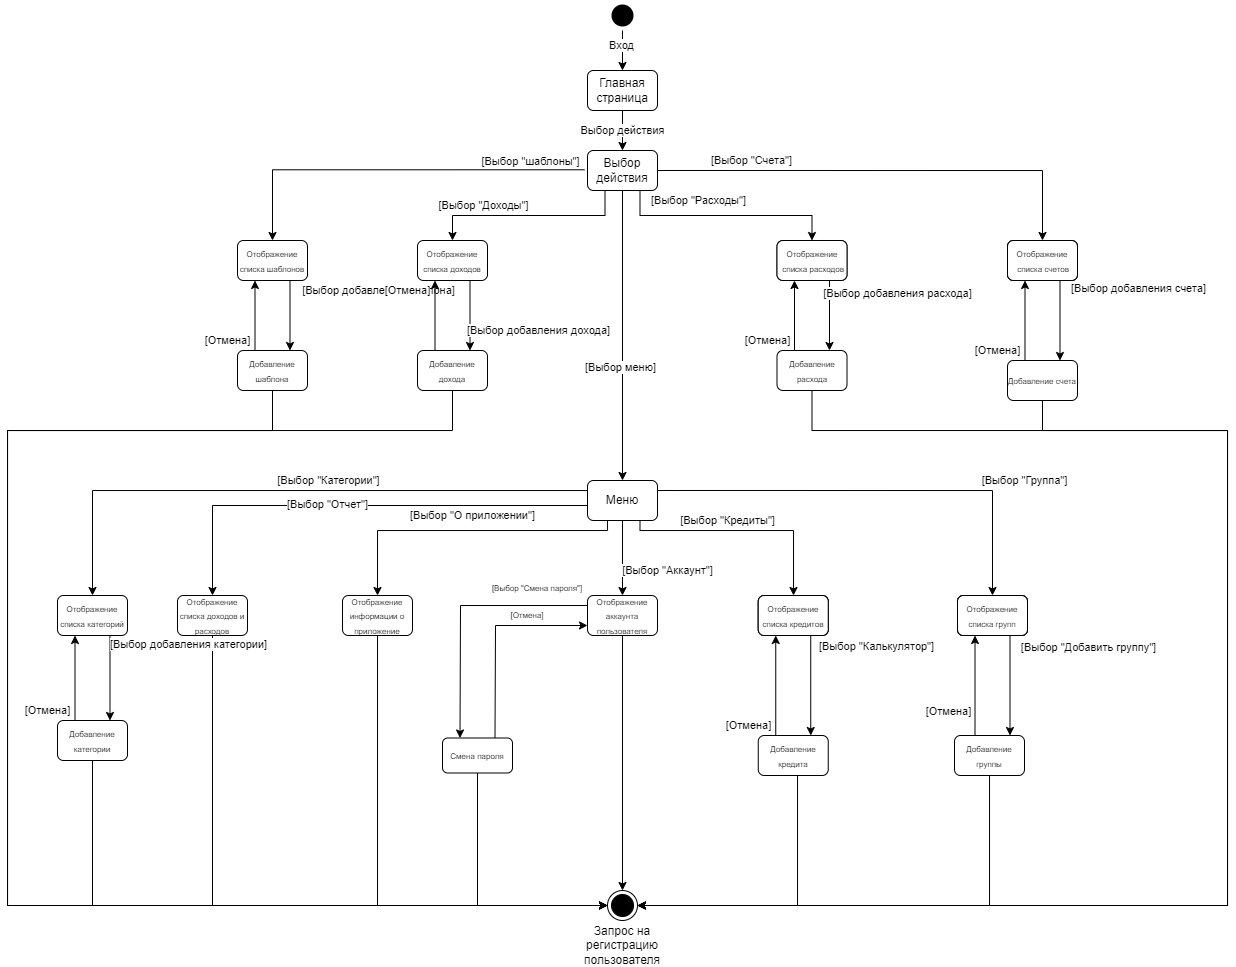 Вход
Главная
страница
Выбор действия
Выбор
действия
[Выбор "шаблоны"]
[Выбор "Счета"]
[Выбор "Доходы"]
[Выбор "Расходы"]
Отображение
списка шаблонов
Отображение
списка доходов
Отображение
списка расходов
Отображение
списка счетов
[Выбор добавле
[Отмена]
она]
[Выбор добавления расхода]
[Выбор добавления счета]
[Выбор добавления дохода]
[Отмена]
[Отмена]
[Отмена]
Добавление
шаблона
Добавление
дохода
[Выбор меню]
Добавление
расхода
Добавление счета
[Выбор "Категории"]
[Выбор "Группа"]
Меню
[Выбор "Отчет"]
[Выбор "О приложении"]
[Выбор "Кредиты"]
[Выбор "Аккаунт"]
[Выбор "Смена пароля"]
[Отмена]
Отображение
списка категорий
Отображение
списка доходов и
расходов
Отображение
информации о
приложение
Отображение
аккаунта
пользователя
Отображение
списка кредитов
Отображение
списка групп
[Выбор добавления категории]
[Выбор "Калькулятор"]
[Выбор "Добавить группу"]
[Отмена]
[Отмена]
[Отмена]
Добавление
категории
Смена пароля
Добавление
кредита
Добавление
группы
Запрос на
регистрацию
пользователя